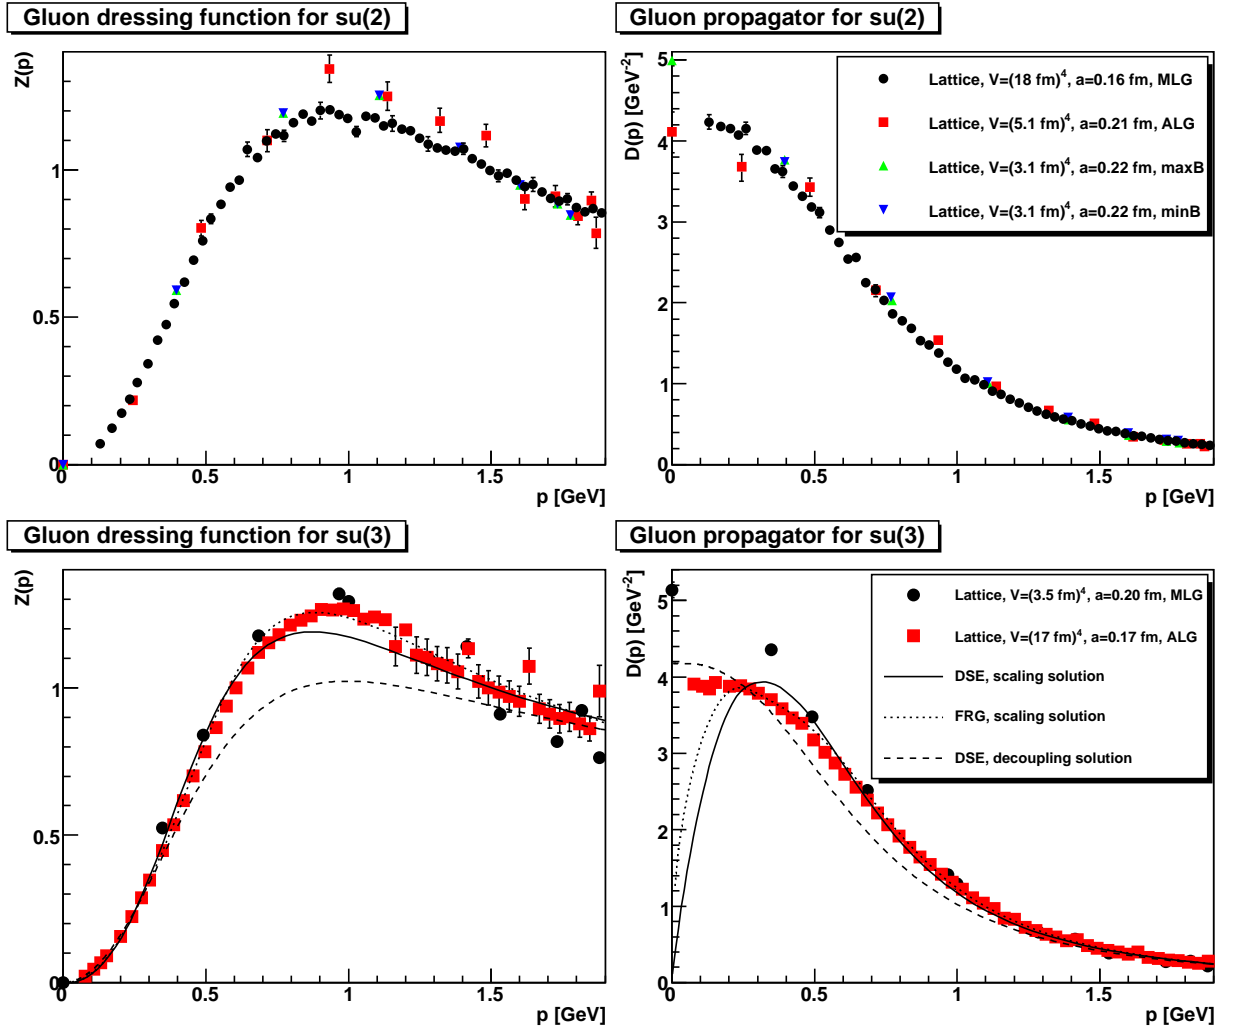 Gluon dressing function for su(2)
Z(p)
1
0.5
0
0
0.5
1
1.5
p [GeV]
Gluon propagator for su(2)
D(p) [GeV⁻²]
5
4
3
2
1
0
0
0.5
1
1.5
p [GeV]
Lattice, V=(18 fm)⁴, a=0.16 fm, MLG
Lattice, V=(5.1 fm)⁴, a=0.21 fm, ALG
Lattice, V=(3.1 fm)⁴, a=0.22 fm, maxB
Lattice, V=(3.1 fm)⁴, a=0.22 fm, minB
Gluon dressing function for su(3)
Z(p)
1
0.5
0
0
0.5
1
1.5
p [GeV]
Gluon propagator for su(3)
D(p) [GeV⁻²]
5
4
3
2
1
0
0
0.5
1
1.5
p [GeV]
Lattice, V=(3.5 fm)⁴, a=0.20 fm, MLG
Lattice, V=(17 fm)⁴, a=0.17 fm, ALG
DSE, scaling solution
FRG, scaling solution
DSE, decoupling solution